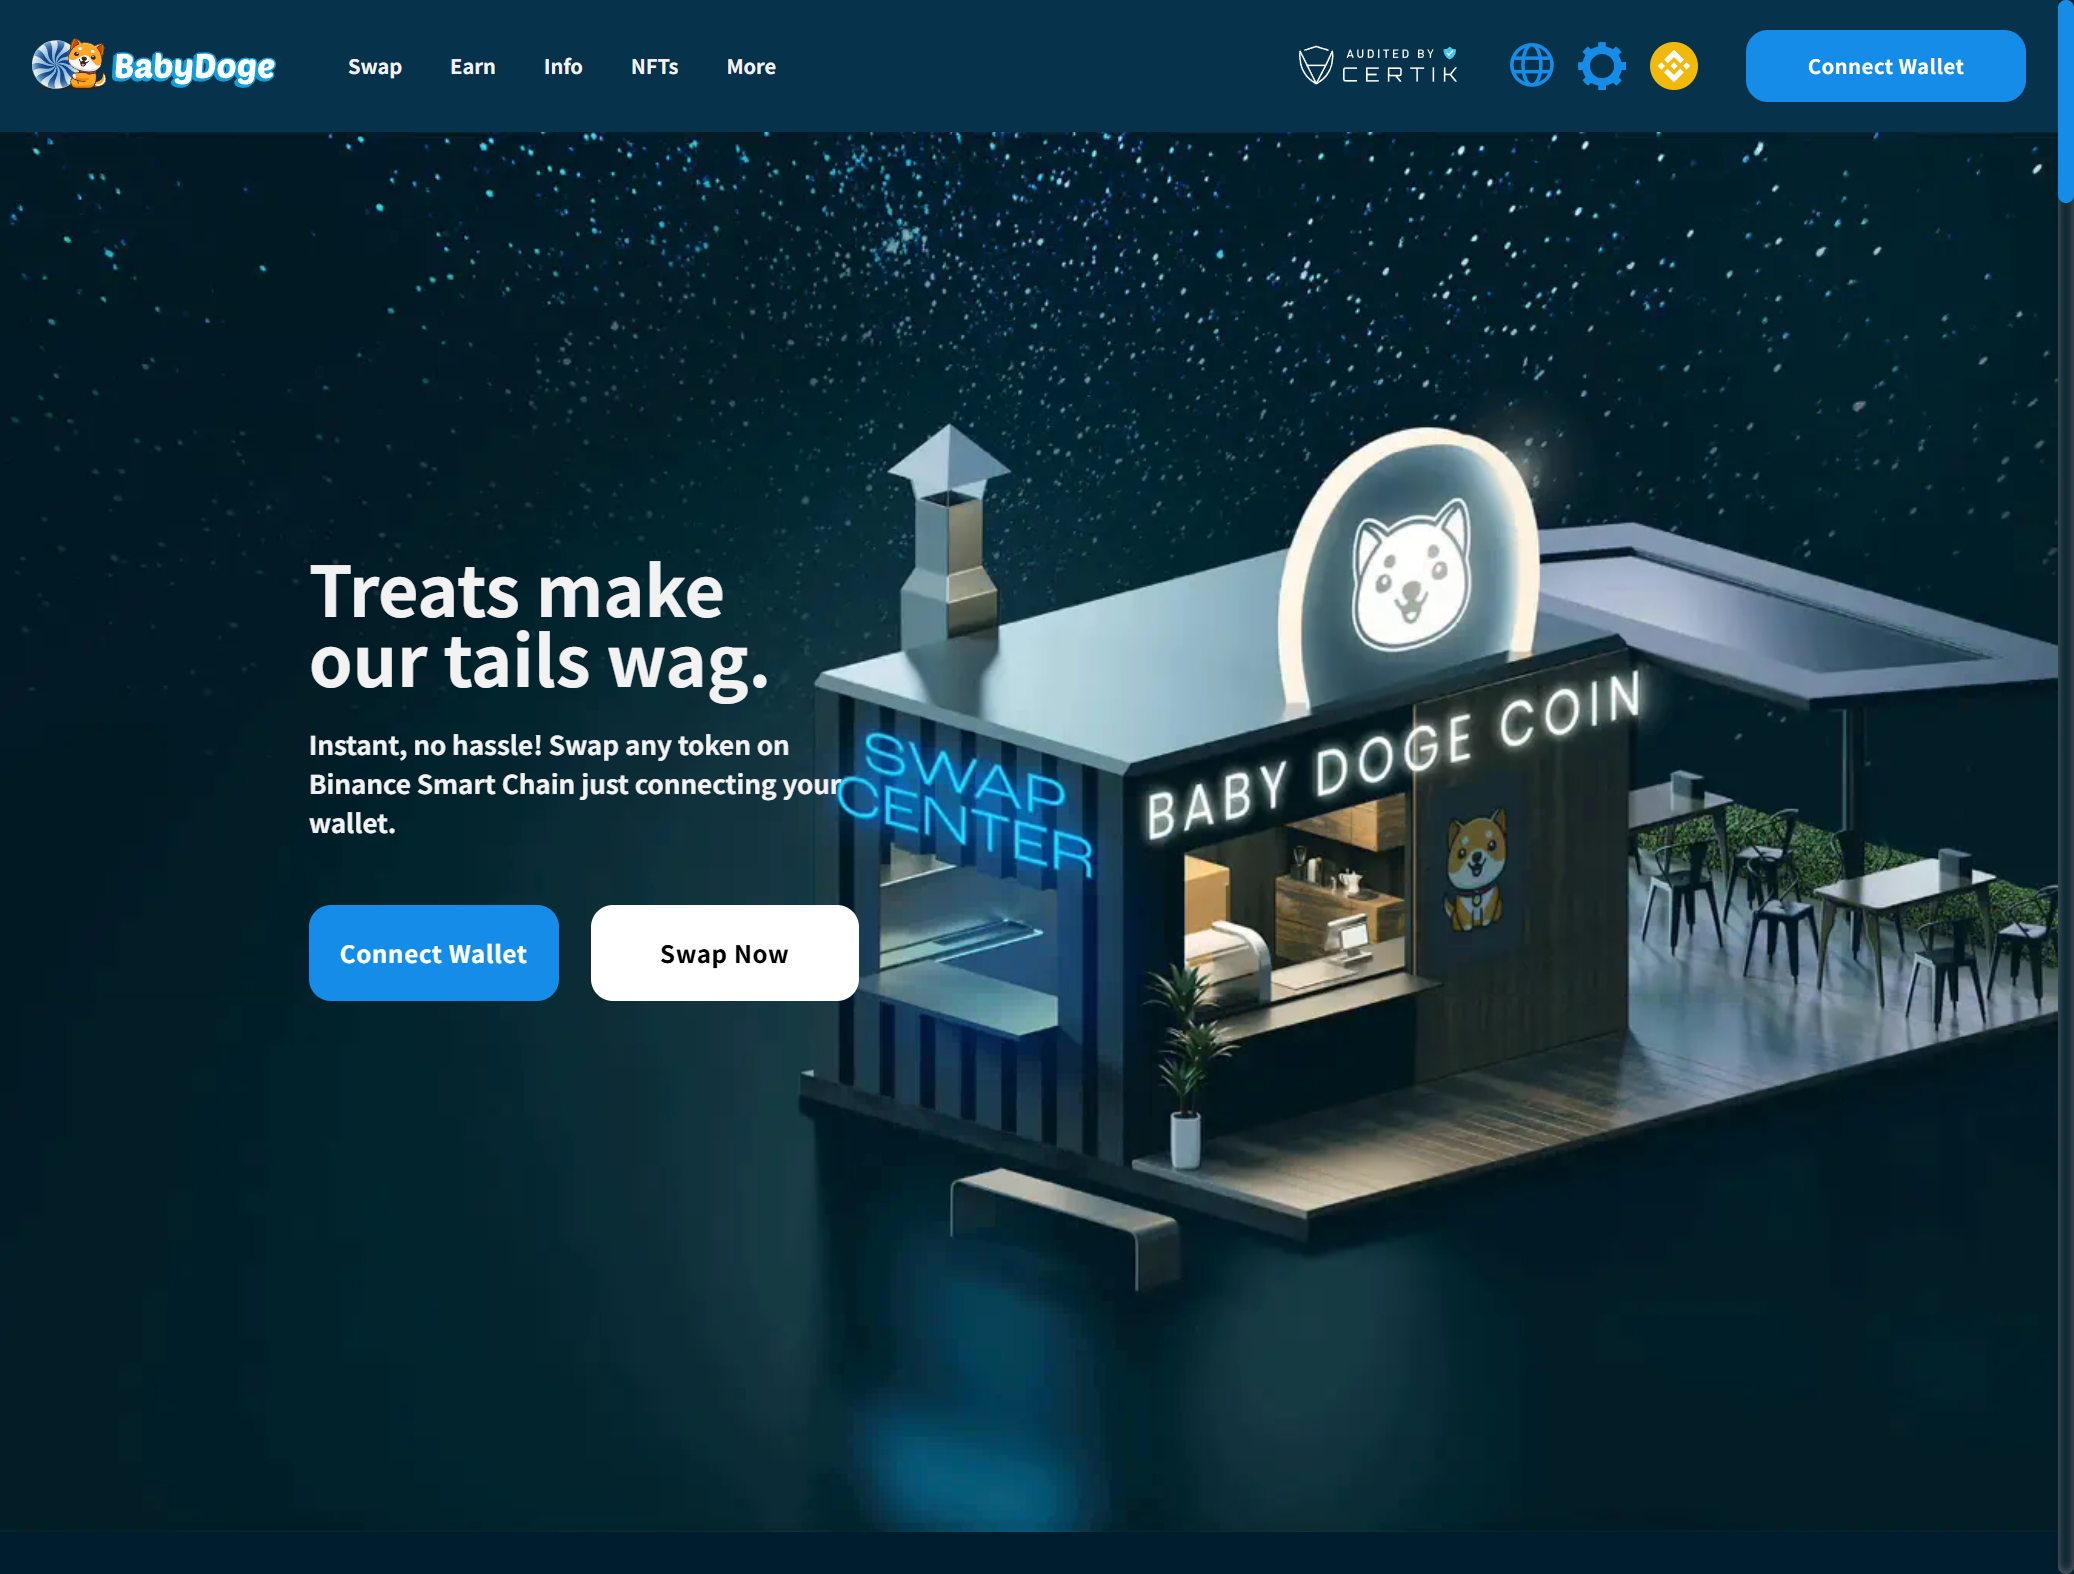 BabyDoge
Swap
Earn
Info
NFTs
More
AUDITED BY
CERTIK
Connect Wallet
Treats make
our tails wag.
Instant, no hassle! Swap any token on
Binance Smart Chain just connecting your
wallet.
Connect Wallet
Swap Now
SWAP
CENTER
BABY DOGE COIN